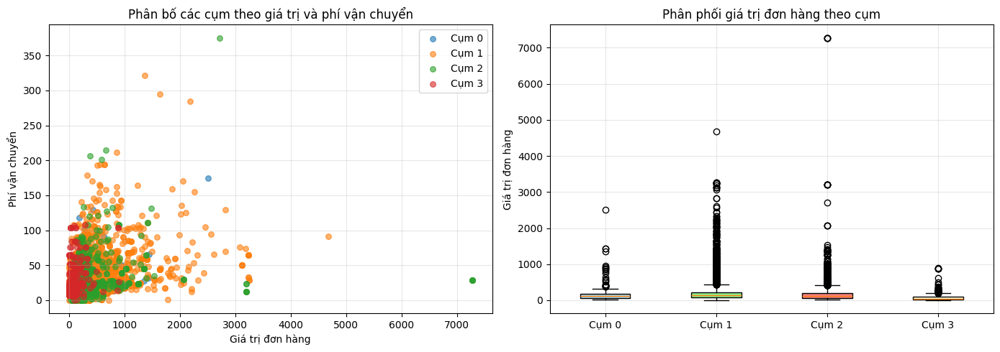 Phân bố các cụm theo giá trị và phí vận chuyển
Phí vận chuyển
350
300
250
200
150
100
50
0
Cụm 0
Cụm 1
Cụm 2
Cụm 3
0 1000 2000 3000 4000 5000 6000 7000
Giá trị đơn hàng
Phân phối giá trị đơn hàng theo cụm
Giá trị đơn hàng
7000
6000
5000
4000
3000
2000
1000
0
Cụm 0 Cụm 1 Cụm 2 Cụm 3